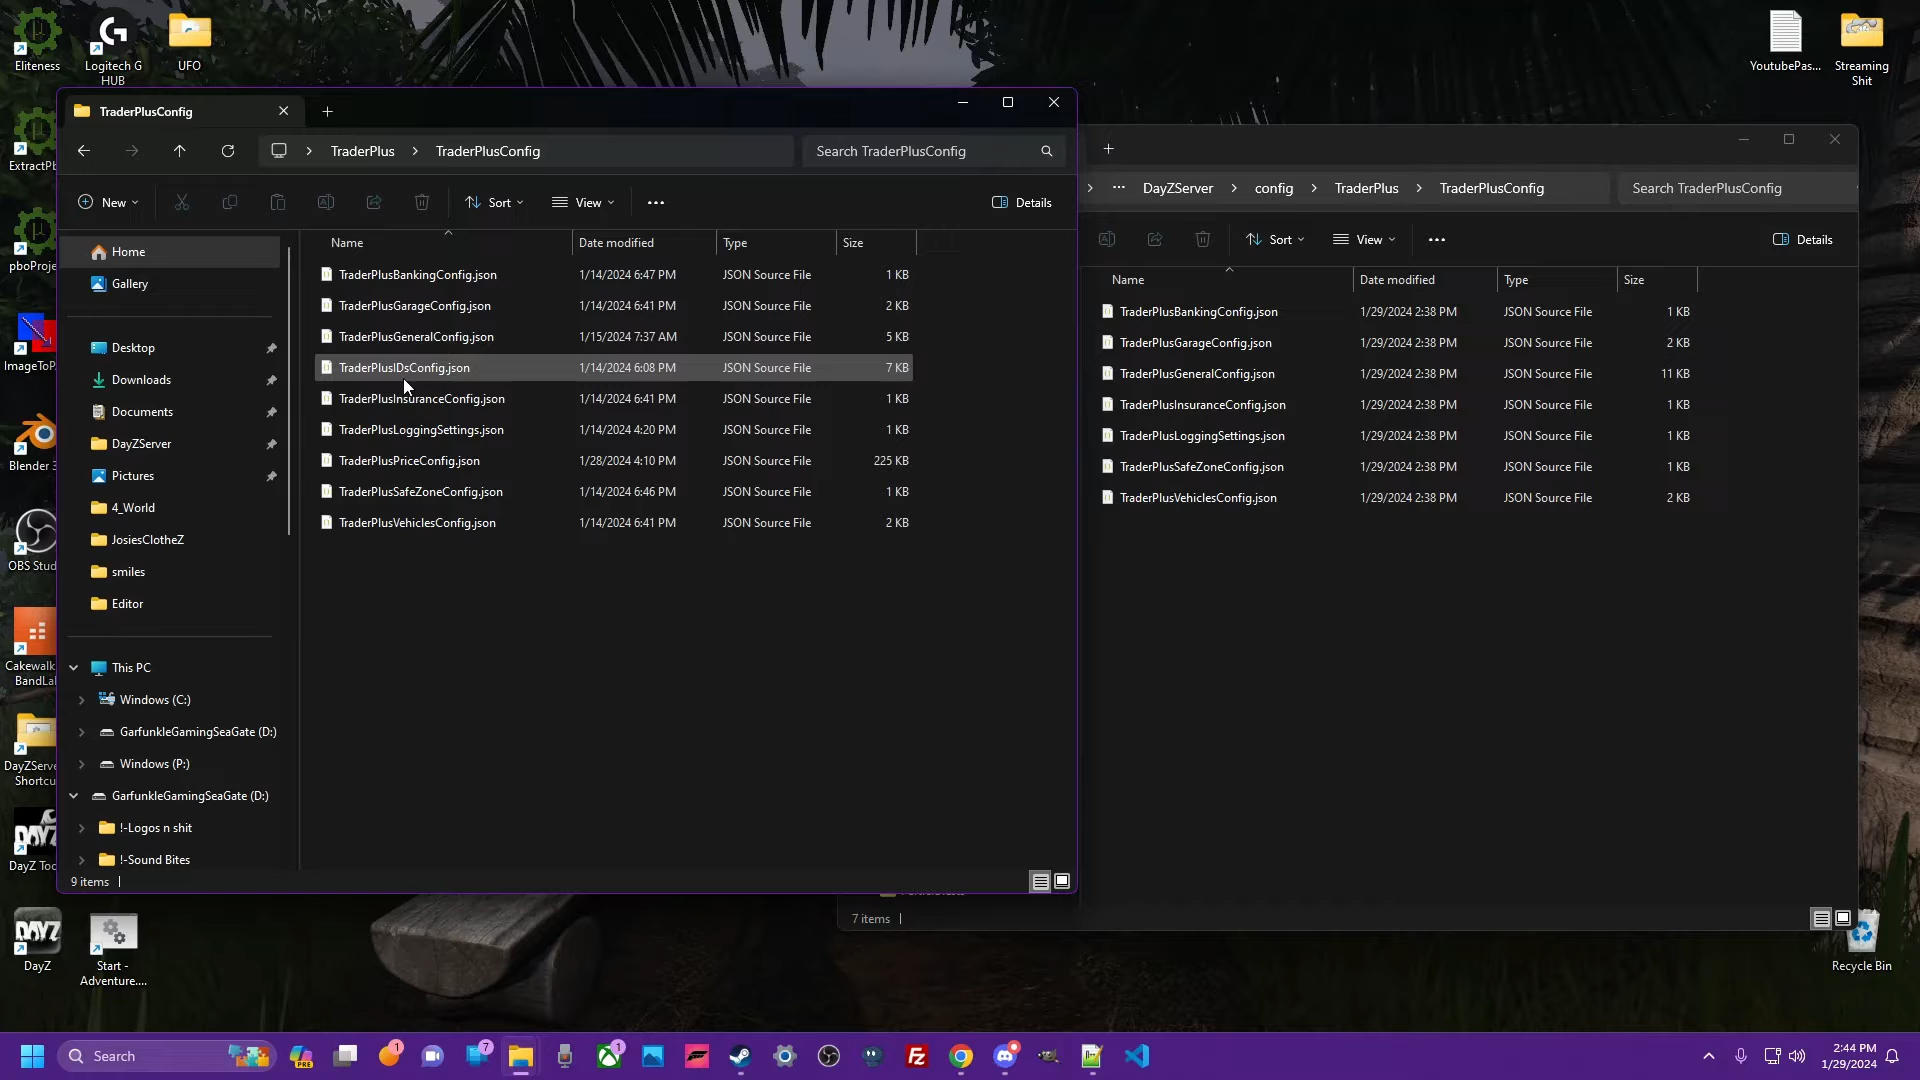 Eliteness
Logitech G
HUB
UFO
YoutubePas...
Streaming
Shit
ExtractPb
pboProje
ImageToP
Blender 3
OBS Stud
Cakewalk
BandLa
DayZServe
Shortcu
DayZ Too
DAYZ
DayZ
Start -
Adventure....
Recycle Bin
TraderPlusConfig
TraderPlus
TraderPlusConfig
Search TraderPlusConfig
New
Sort
View
Details
Name
Date modified
Type
Size
TraderPlusBankingConfig.json 1/14/2024 6:47 PM JSON Source File 1 KB
TraderPlusGarageConfig.json 1/14/2024 6:41 PM JSON Source File 2 KB
TraderPlusGeneralConfig.json 1/15/2024 7:37 AM JSON Source File 5 KB
TraderPlusIDsConfig.json 1/14/2024 6:08 PM JSON Source File 7 KB
TraderPlusInsuranceConfig.json 1/14/2024 6:41 PM JSON Source File 1 KB
TraderPlusLoggingSettings.json 1/14/2024 4:20 PM JSON Source File 1 KB
TraderPlusPriceConfig.json 1/28/2024 4:10 PM JSON Source File 225 KB
TraderPlusSafeZoneConfig.json 1/14/2024 6:46 PM JSON Source File 1 KB
TraderPlusVehiclesConfig.json 1/14/2024 6:41 PM JSON Source File 2 KB
Home
Gallery
Desktop
Downloads
Documents
DayZServer
Pictures
4_World
JosiesClotheZ
smiles
Editor
This PC
Windows (C:)
GarfunkleGamingSeaGate (D:)
Windows (P:)
GarfunkleGamingSeaGate (D:)
!-Logos n shit
!-Sound Bites
9 items
DayZServer
config
TraderPlus
TraderPlusConfig
Search TraderPlusConfig
Sort
View
Details
Name
Date modified
Type
Size
TraderPlusBankingConfig.json 1/29/2024 2:38 PM JSON Source File 1 KB
TraderPlusGarageConfig.json 1/29/2024 2:38 PM JSON Source File 2 KB
TraderPlusGeneralConfig.json 1/29/2024 2:38 PM JSON Source File 11 KB
TraderPlusInsuranceConfig.json 1/29/2024 2:38 PM JSON Source File 1 KB
TraderPlusLoggingSettings.json 1/29/2024 2:38 PM JSON Source File 1 KB
TraderPlusSafeZoneConfig.json 1/29/2024 2:38 PM JSON Source File 1 KB
TraderPlusVehiclesConfig.json 1/29/2024 2:38 PM JSON Source File 2 KB
7 items
Search
PRE
1
7
1
Fz
2:44 PM
1/29/2024